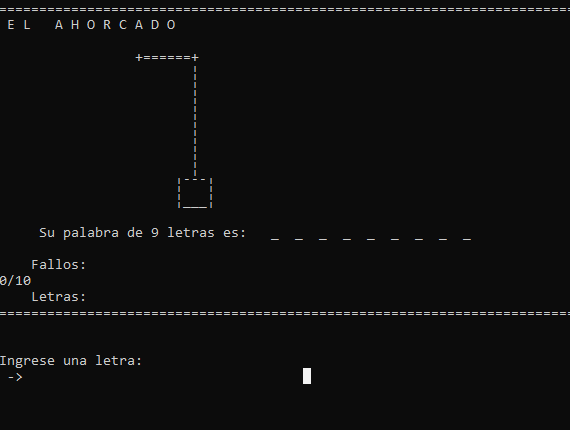 E L   A H O R C A D O
Su palabra de 9 letras es:   _  _  _  _  _  _  _  _  _
Fallos:
0/10
Letras:
Ingrese una letra:
->